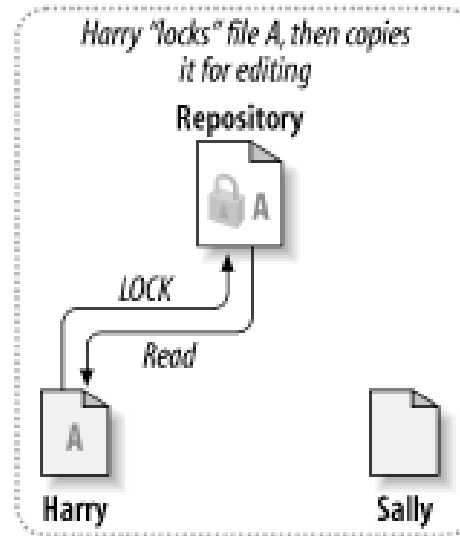 Harry “locks” file A, then copies
it for editing
Repository
A
LOCK
Read
A
Harry
Sally